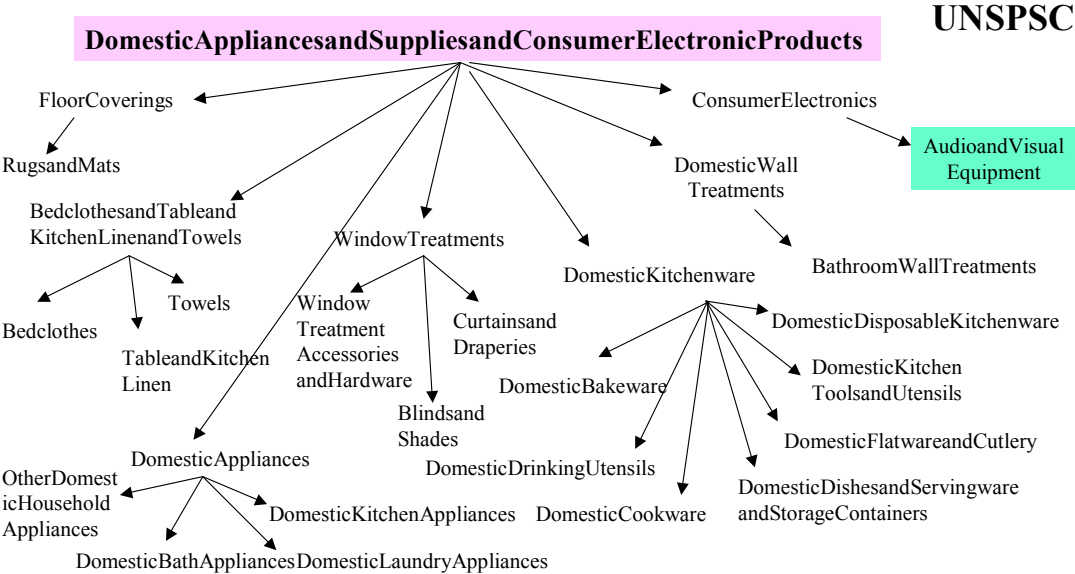 UNSPSC
DomesticAppliancesandSuppliesandConsumerElectronicProducts
FloorCoverings
ConsumerElectronics
AudioandVisual
Equipment
RugsandMats
DomesticWall
Treatments
BedclothesandTableand
KitchenLinenandTowels
WindowTreatments
BathroomWallTreatments
DomesticKitchenware
Towels
Bedclothes
TableandKitchen
Linen
Window
Treatment
Accessories
andHardware
Curtainsand
Draperies
Blindsand
Shades
DomesticDisposableKitchenware
DomesticBakeware
DomesticKitchen
ToolsandUtensils
DomesticFlatwareandCutlery
DomesticDrinkingUtensils
DomesticCookware
DomesticDishesandServingware
andStorageContainers
DomesticAppliances
OtherDomest
icHousehold
Appliances
DomesticKitchenAppliances
DomesticBathAppliances
DomesticLaundryAppliances